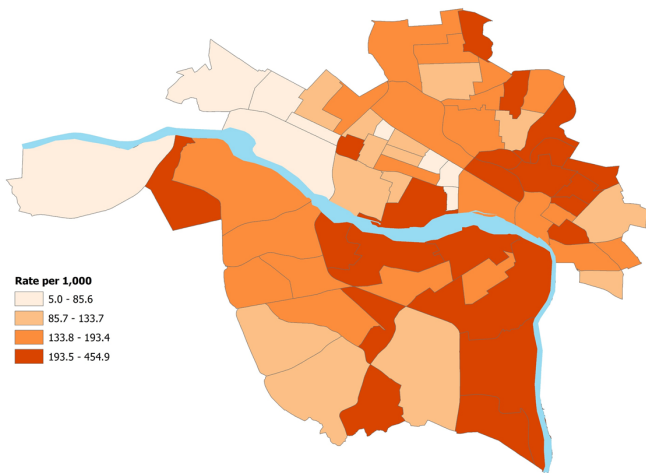 Rate per 1,000
5.0 - 85.6
85.7 - 133.7
133.8 - 193.4
193.5 - 454.9